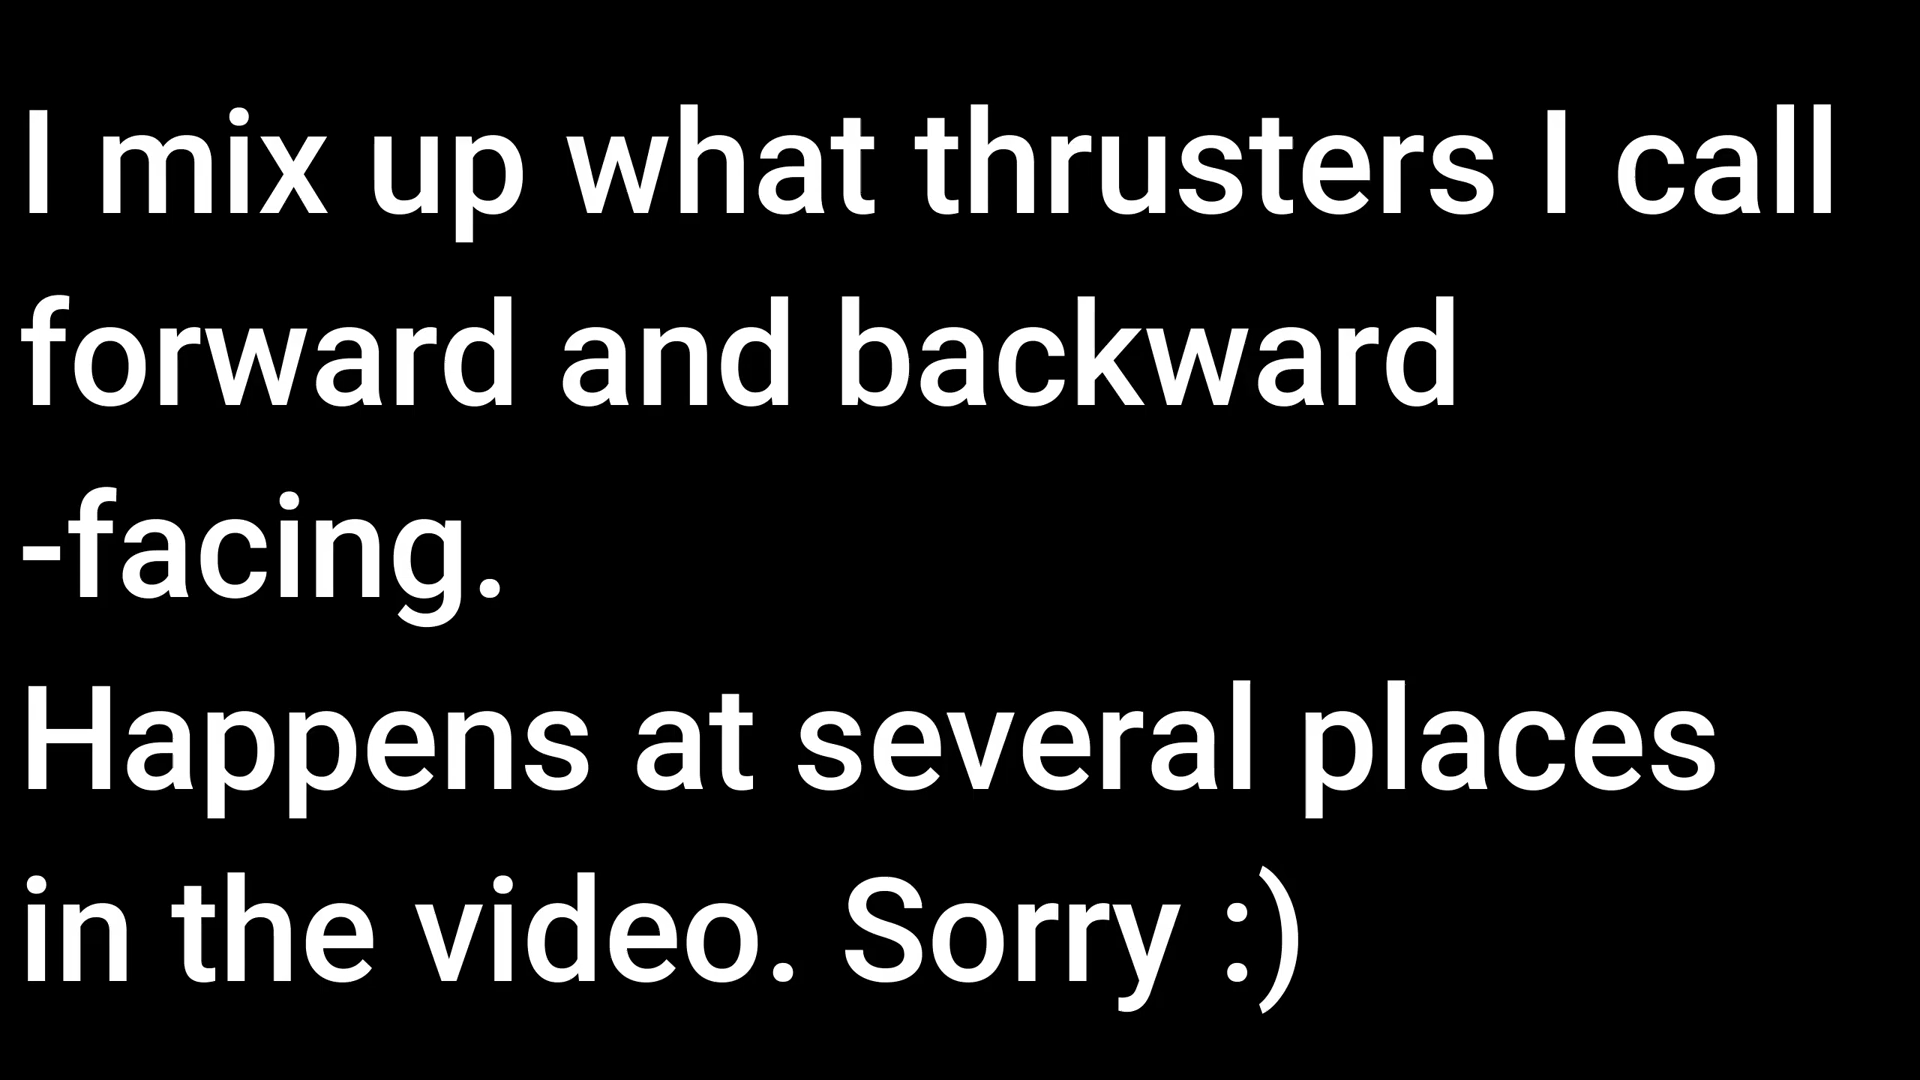 I mix up what thrusters I call
forward and backward
-facing.
Happens at several places
in the video. Sorry :)